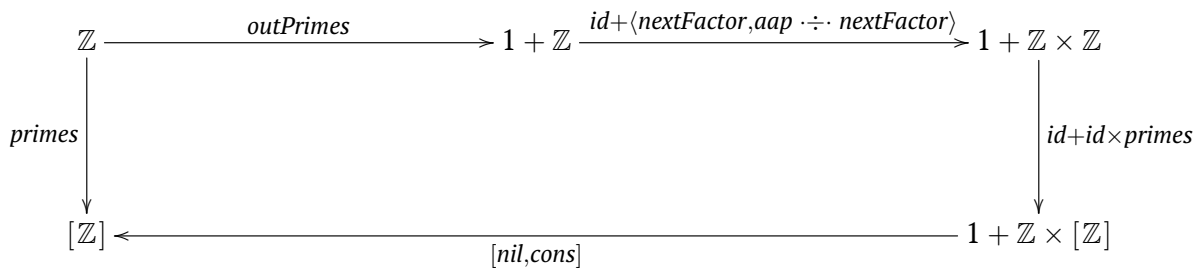 ℤ outPrimes 1 + ℤ id+⟨nextFactor,aap ·÷· nextFactor⟩ 1 + ℤ × ℤ
primes id+id×primes
[ℤ] [nil,cons] 1 + ℤ × [ℤ]